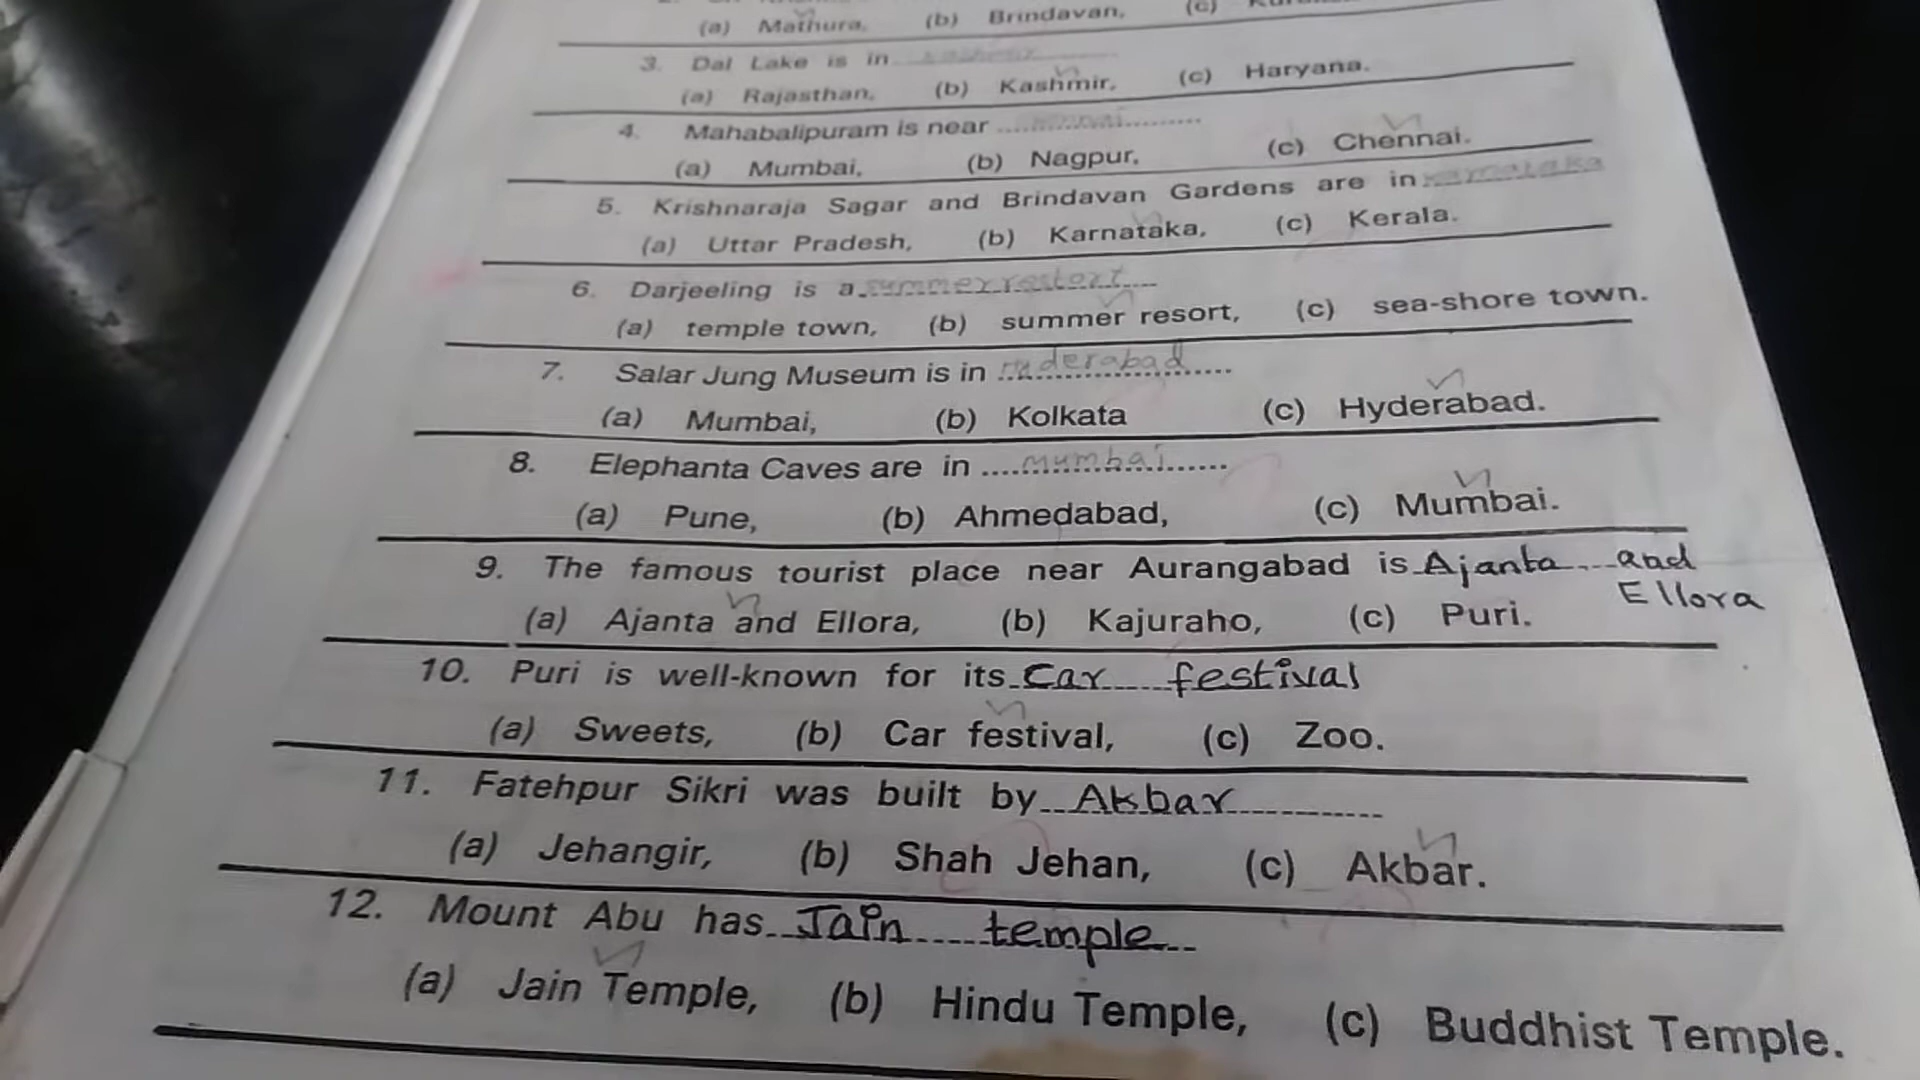 (a) Mathura, (b) Brindavan, (c)
3. Dal Lake is in kashmir
(a) Rajasthan, (b) Kashmir, (c) Haryana.
4. Mahabalipuram is near ....................
(a) Mumbai, (b) Nagpur, (c) Chennai.
5. Krishnaraja Sagar and Brindavan Gardens are in karnataka
(a) Uttar Pradesh, (b) Karnataka, (c) Kerala.
6. Darjeeling is a summer restort
(a) temple town, (b) summer resort, (c) sea-shore town.
7. Salar Jung Museum is in ....................
(a) Mumbai, (b) Kolkata (c) Hyderabad.
8. Elephanta Caves are in ....mumbai......
(a) Pune, (b) Ahmedabad, (c) Mumbai.
9. The famous tourist place near Aurangabad is Ajanta and
Ellora
(a) Ajanta and Ellora, (b) Kajuraho, (c) Puri.
10. Puri is well-known for its Car festival
(a) Sweets, (b) Car festival, (c) Zoo.
11. Fatehpur Sikri was built by Akbar
(a) Jehangir, (b) Shah Jehan, (c) Akbar.
12. Mount Abu has Jain temple
(a) Jain Temple, (b) Hindu Temple, (c) Buddhist Temple.